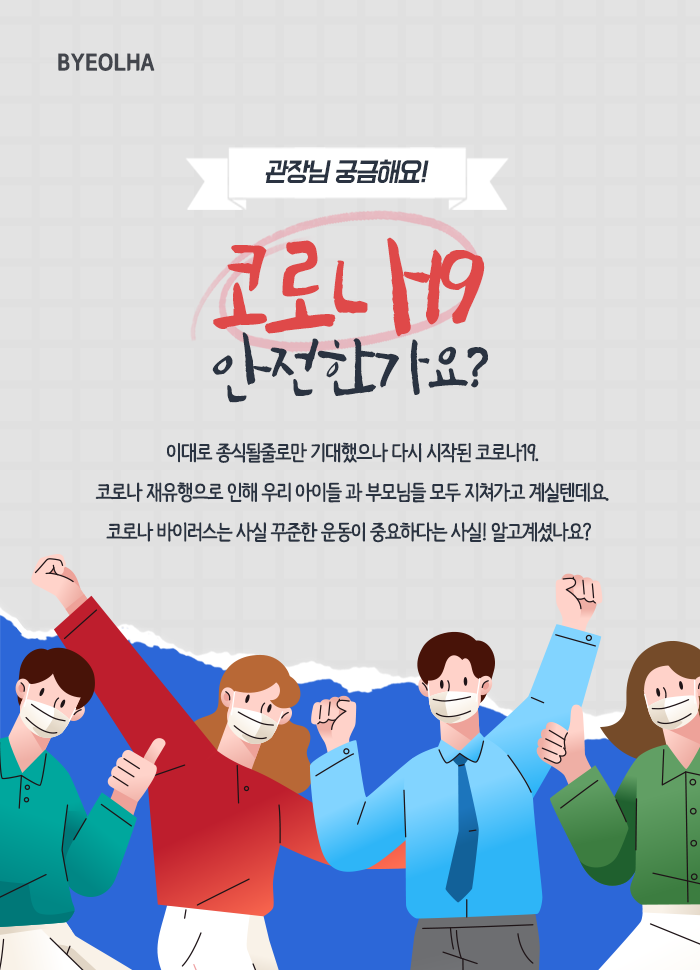 BYEOLHA
관장님 궁금해요!
코로나19
안전한가요?
이대로 종식될줄로만 기대했으나 다시 시작된 코로나19.
코로나 재유행으로 인해 우리 아이들 과 부모님들 모두 지쳐가고 계실텐데요.
코로나 바이러스는 사실 꾸준한 운동이 중요하다는 사실! 알고계셨나요?